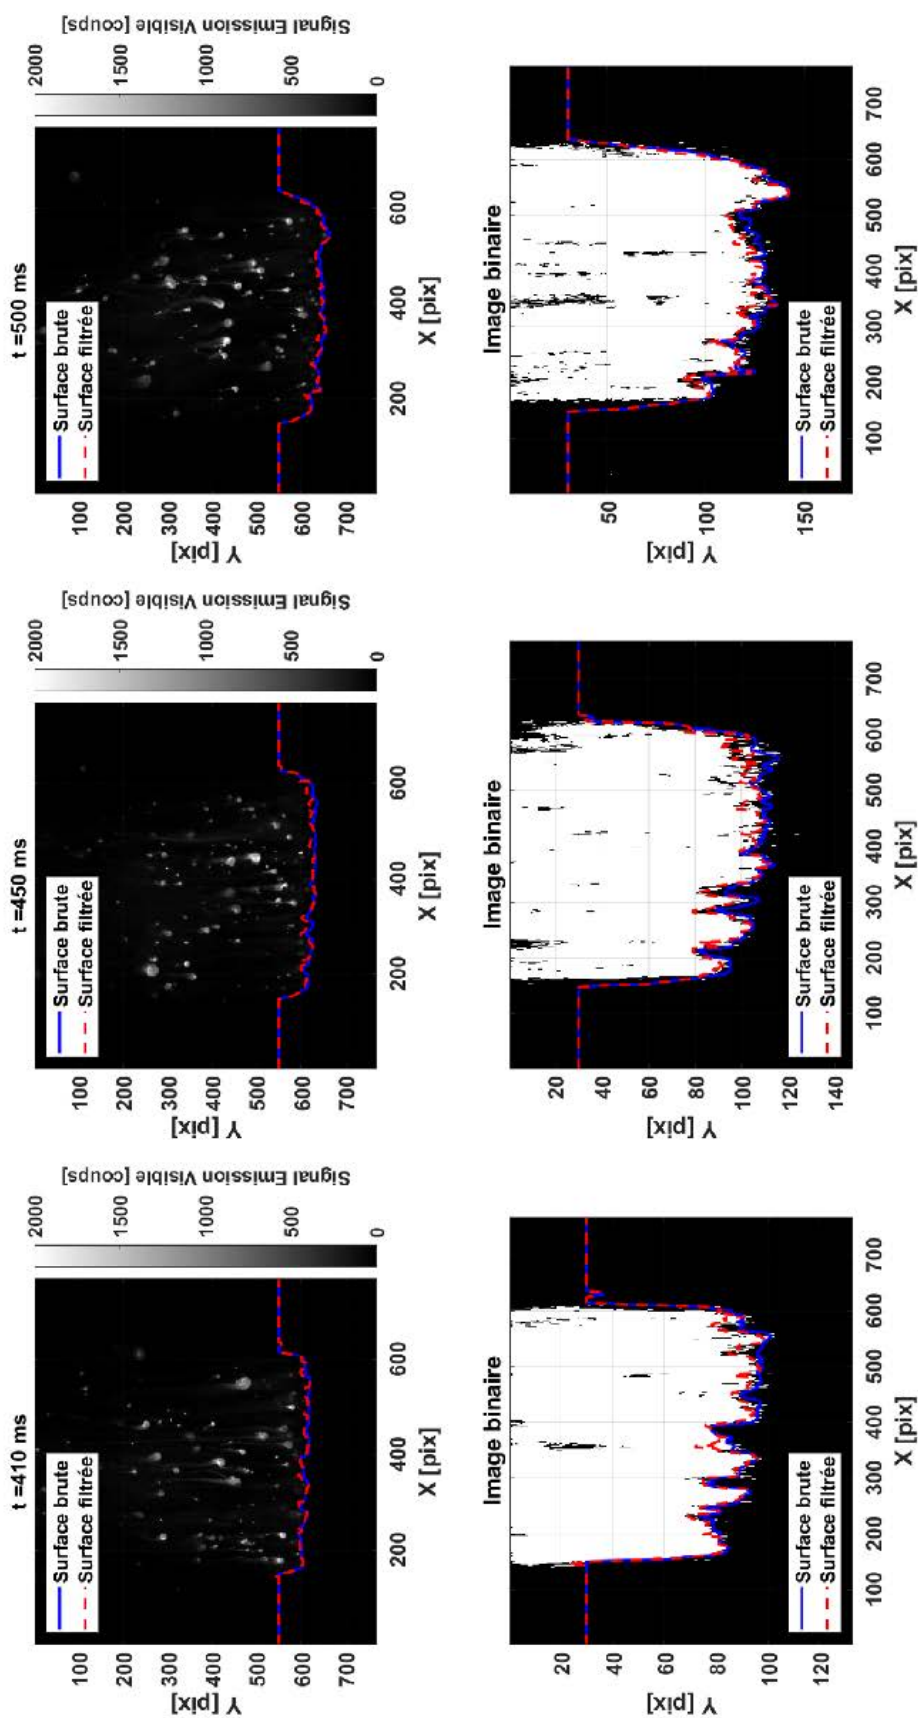 t =410 ms
Surface brute
Surface filtrée
100
200
300
400
500
600
700
Y [pix]
200
400
600
X [pix]
0
500
1000
1500
2000
Signal Emission Visible [coups]
t =450 ms
Surface brute
Surface filtrée
100
200
300
400
500
600
700
Y [pix]
200
400
600
X [pix]
0
500
1000
1500
2000
Signal Emission Visible [coups]
t =500 ms
Surface brute
Surface filtrée
100
200
300
400
500
600
700
Y [pix]
200
400
600
X [pix]
0
500
1000
1500
2000
Signal Emission Visible [coups]
Image binaire
20
40
60
80
100
120
Y [pix]
Surface brute
Surface filtrée
100 200 300 400 500 600 700
X [pix]
Image binaire
20
40
60
80
100
120
140
Y [pix]
Surface brute
Surface filtrée
100 200 300 400 500 600 700
X [pix]
Image binaire
50
100
150
Y [pix]
Surface brute
Surface filtrée
100 200 300 400 500 600 700
X [pix]